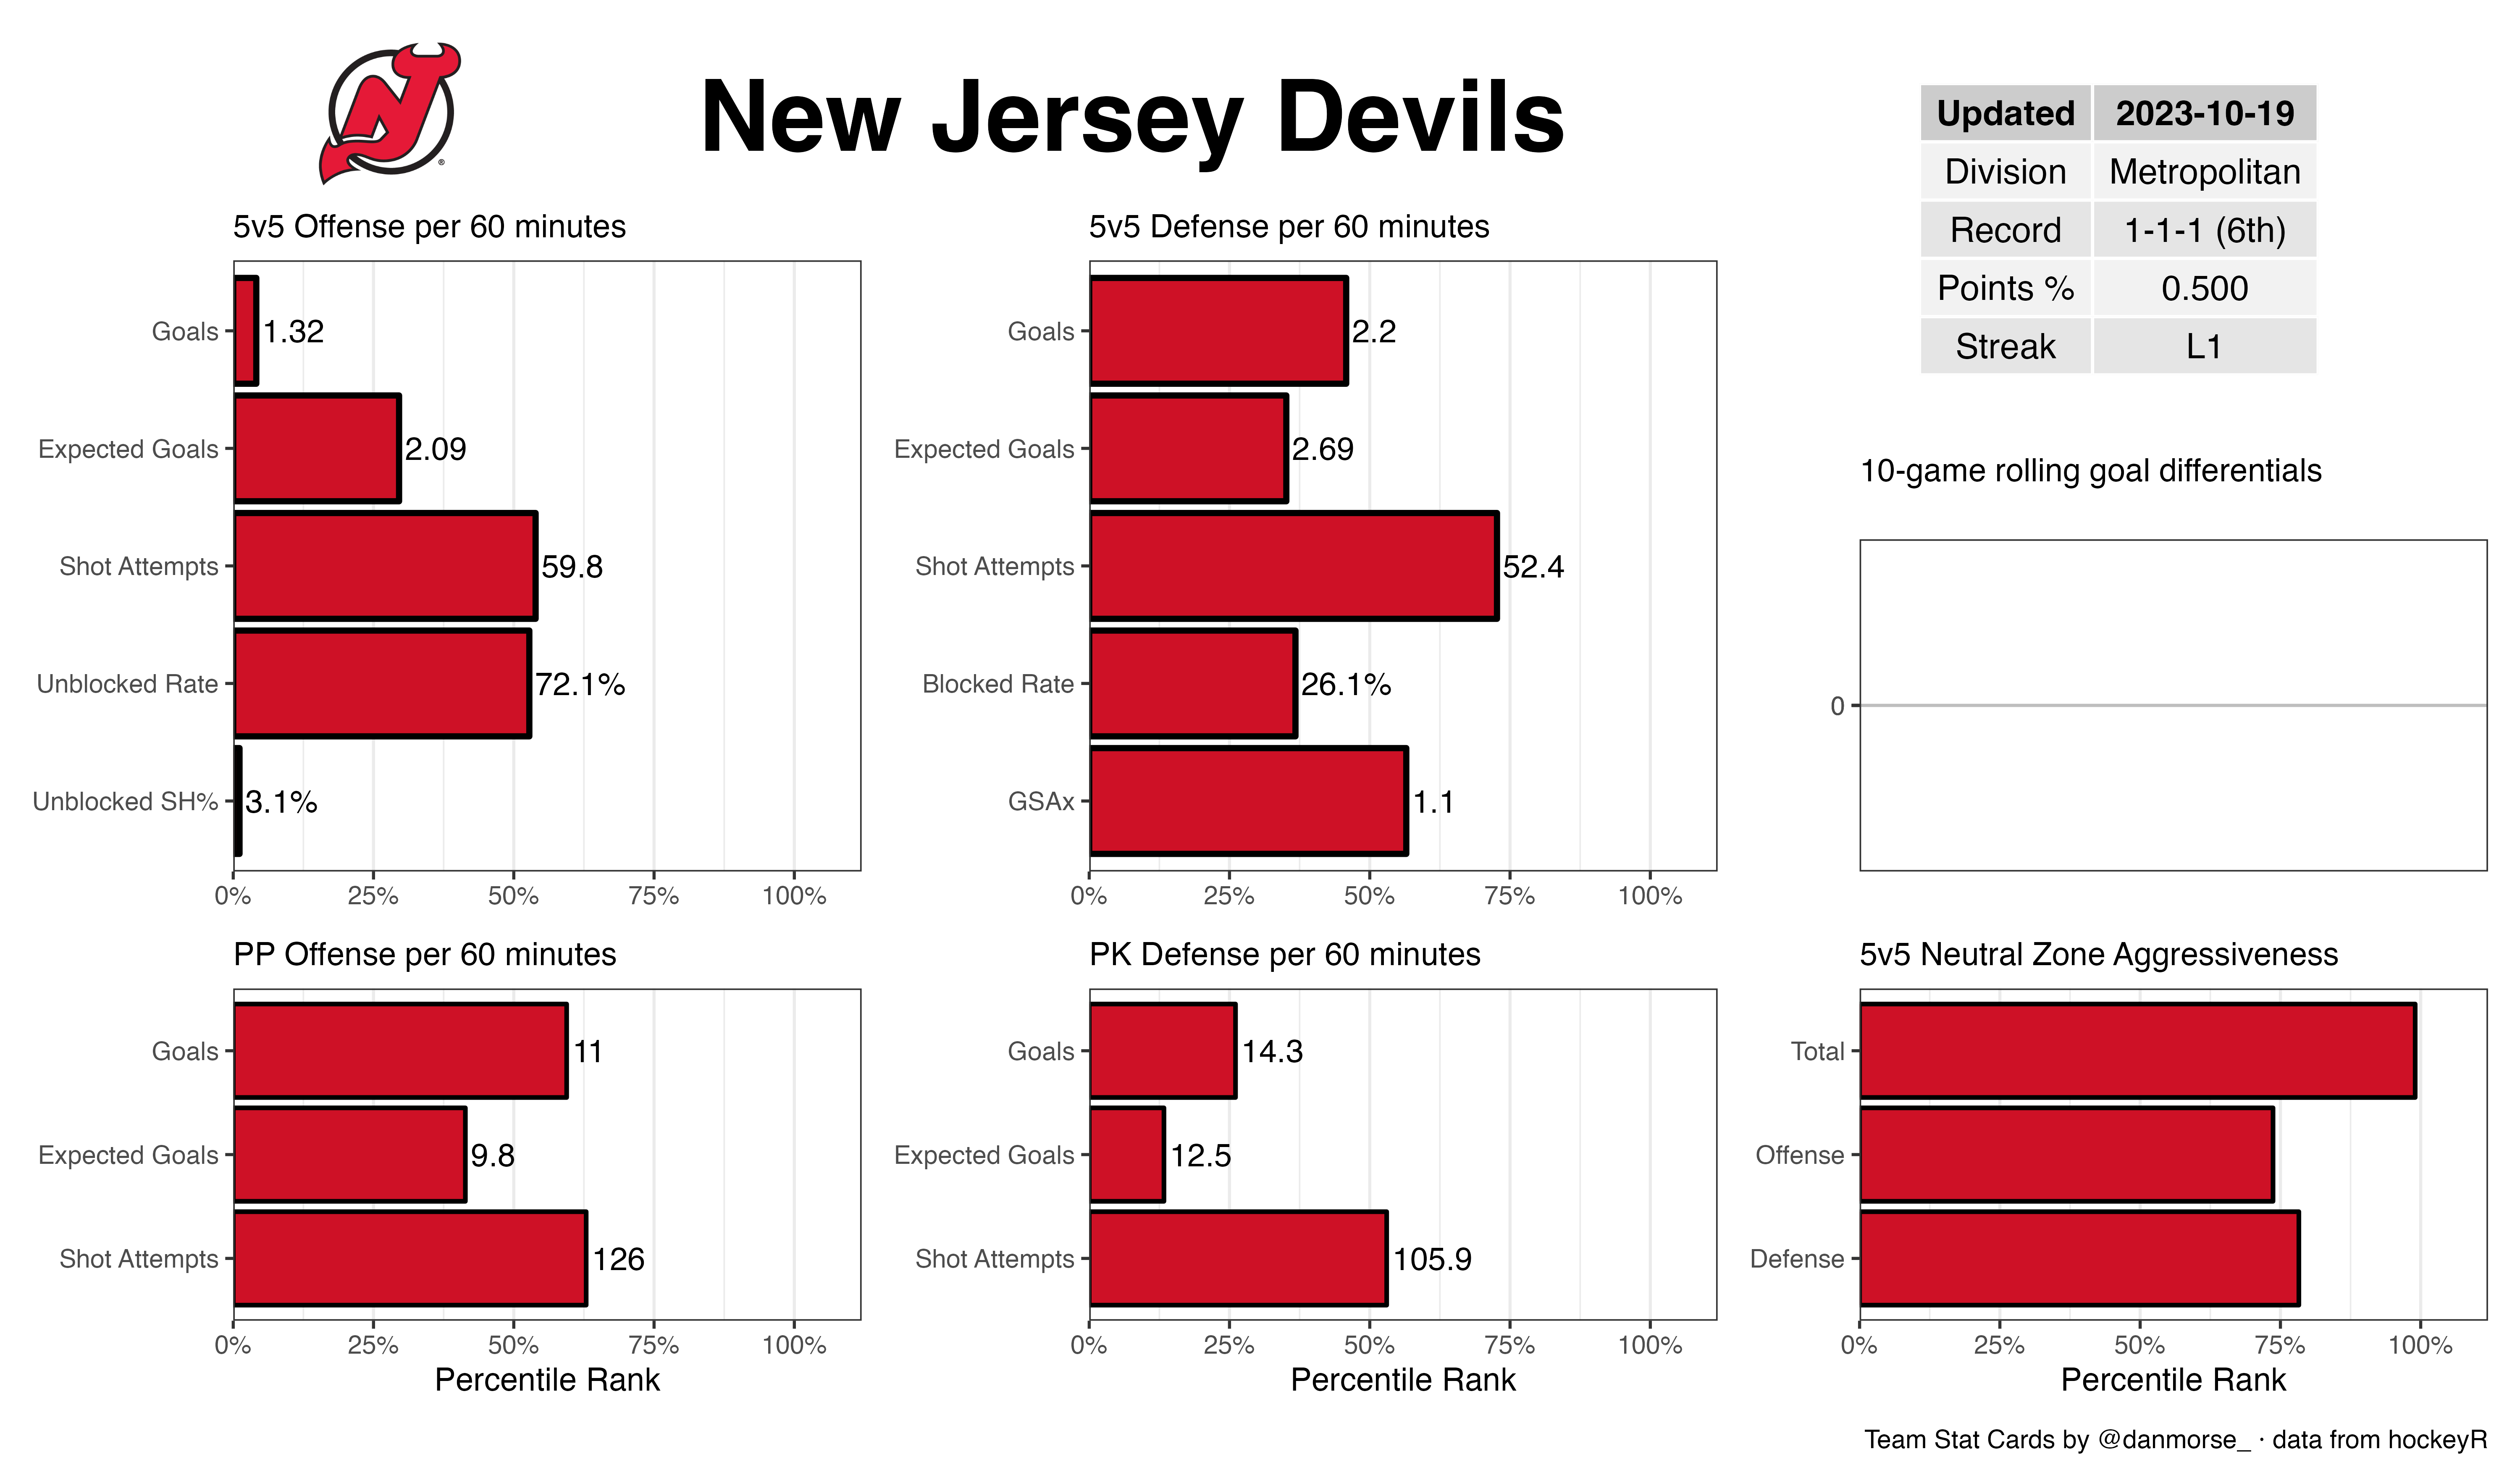 New Jersey Devils
Updated 2023-10-19
Division Metropolitan
Record 1-1-1 (6th)
Points % 0.500
Streak L1
5v5 Offense per 60 minutes
Goals 1.32
Expected Goals 2.09
Shot Attempts 59.8
Unblocked Rate 72.1%
Unblocked SH% 3.1%
0% 25% 50% 75% 100%
5v5 Defense per 60 minutes
Goals 2.2
Expected Goals 2.69
Shot Attempts 52.4
Blocked Rate 26.1%
GSAx 1.1
0% 25% 50% 75% 100%
10-game rolling goal differentials
0
PP Offense per 60 minutes
Goals 11
Expected Goals 9.8
Shot Attempts 126
0% 25% 50% 75% 100%
Percentile Rank
PK Defense per 60 minutes
Goals 14.3
Expected Goals 12.5
Shot Attempts 105.9
0% 25% 50% 75% 100%
Percentile Rank
5v5 Neutral Zone Aggressiveness
Total
Offense
Defense
0% 25% 50% 75% 100%
Percentile Rank
Team Stat Cards by @danmorse_ · data from hockeyR